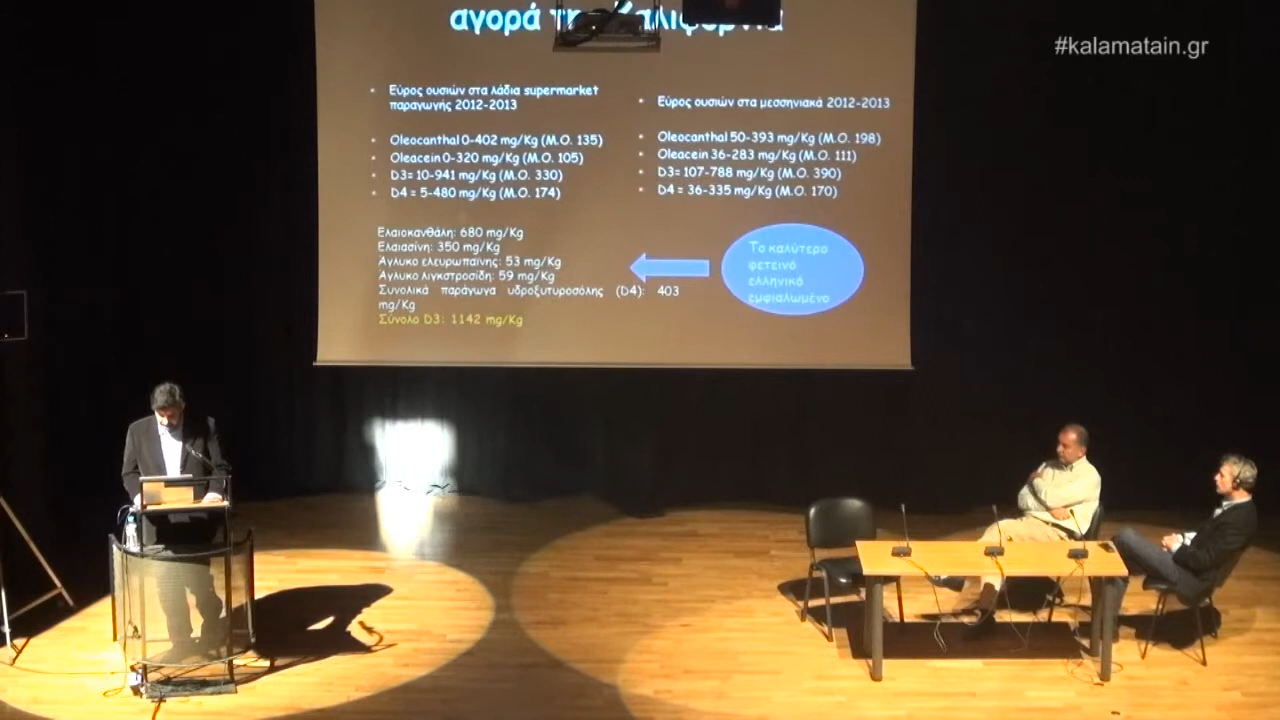 αγορά της Καλιφόρνια
#kalamatain.gr
• Εύρος ουσιών στα λάδια supermarket
παραγωγής 2012-2013
• Oleocanthal 0-402 mg/Kg (Μ.Ο. 135)
• Oleacein 0-320 mg/Kg (Μ.Ο. 105)
• D3= 10-941 mg/Kg (Μ.Ο. 330)
• D4 = 5-480 mg/Kg (Μ.Ο. 174)
• Εύρος ουσιών στα μεσσηνιακά 2012-2013
• Oleocanthal 50-393 mg/Kg (Μ.Ο. 198)
• Oleacein 36-283 mg/Kg (Μ.Ο. 111)
• D3= 107-788 mg/Kg (Μ.Ο. 390)
• D4 = 36-335 mg/Kg (Μ.Ο. 170)
Ελαιοκανθάλη: 680 mg/Kg
Ελαιασίνη: 350 mg/Kg
Αγλυκο ελευρωπαϊνης: 53 mg/Kg
Αγλυκο λιγκστροσίδη: 59 mg/Kg
Συνολικά παράγωγα υδροξυτυροσόλης (D4): 403
mg/Kg
Σύνολο D3: 1142 mg/Kg
Το καλύτερο
φετεινό
ελληνικό
εμφιαλωμένο